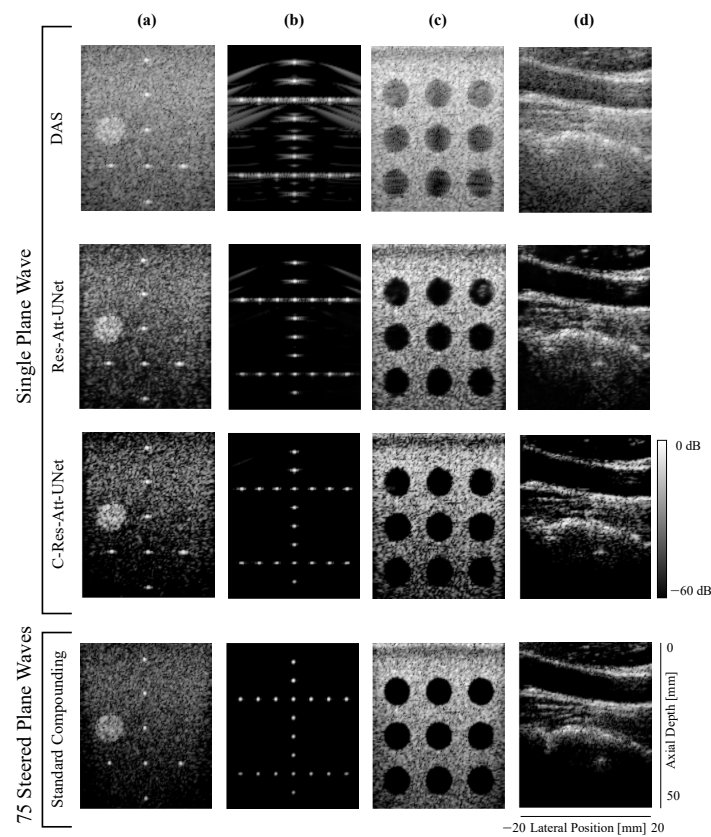 (a) (b) (c) (d)
Single Plane Wave
DAS
Res-Att-UNet
C-Res-Att-UNet
0 dB
−60 dB
75 Steered Plane Waves
Standard Compounding
0
Axial Depth [mm]
50
−20 Lateral Position [mm] 20